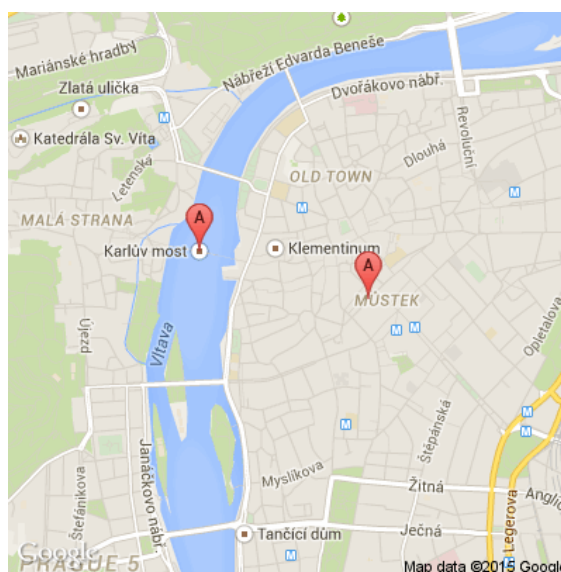 Mariánské hradby
Nábřeží Edvarda Beneše
Dvořákovo nábř.
Zlatá ulička
M
Revoluční
Katedrála Sv. Víta
Letenská
Dlouhá
OLD TOWN
M
MALÁ STRANA
A
Karlův most
Klementinum
A
MŮSTEK
Újezd
Vltava
M
M
Opletalova
Štěpánská
M
M
M
Janáčkovo nábř.
Štefánikova
Myslíkova
Žitná
Anglic
Legerova
Tančící dům
Ječná
Google
PRAGUE 5
Map data ©2015 Google